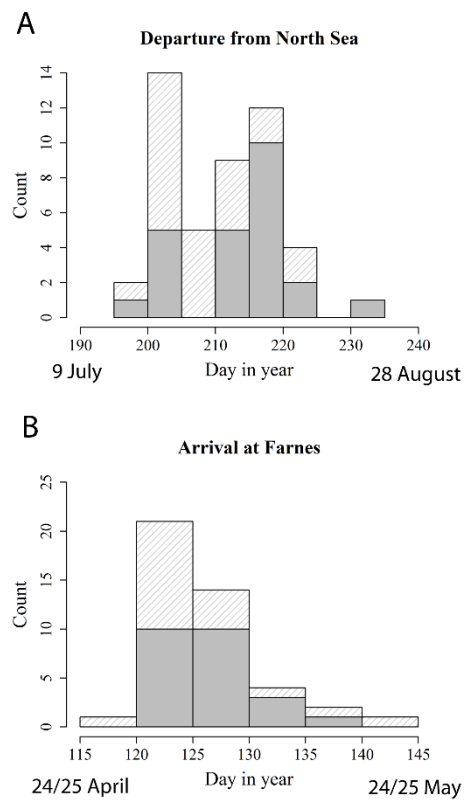 A
Departure from North Sea
14
12
10
8
6
4
2
0
Count
190 200 210 220 230 240
9 July Day in year 28 August
B
Arrival at Farnes
25
20
15
10
5
0
Count
115 120 125 130 135 140 145
24/25 April Day in year 24/25 May